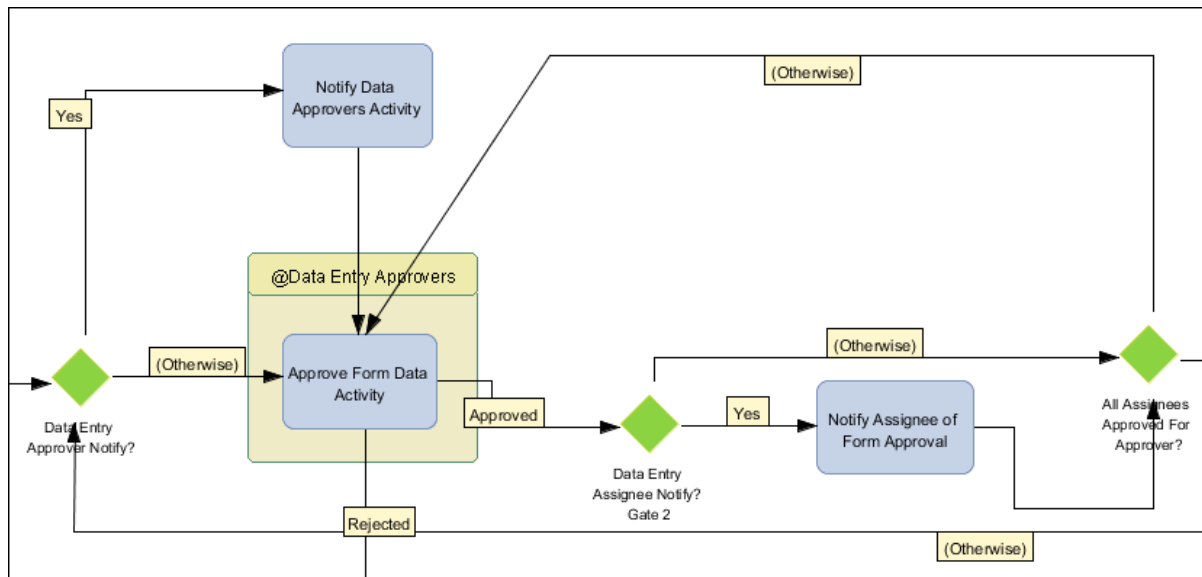 (Otherwise)
Notify Data
Approvers Activity
Yes
@Data Entry Approvers
(Otherwise)
(Otherwise)
Approve Form Data
Activity
Approved
Yes
Notify Assignee of
Form Approval
All Assignees
Approved For
Approver?
Data Entry
Approver Notify?
Data Entry
Assignee Notify?
Gate 2
Rejected
(Otherwise)